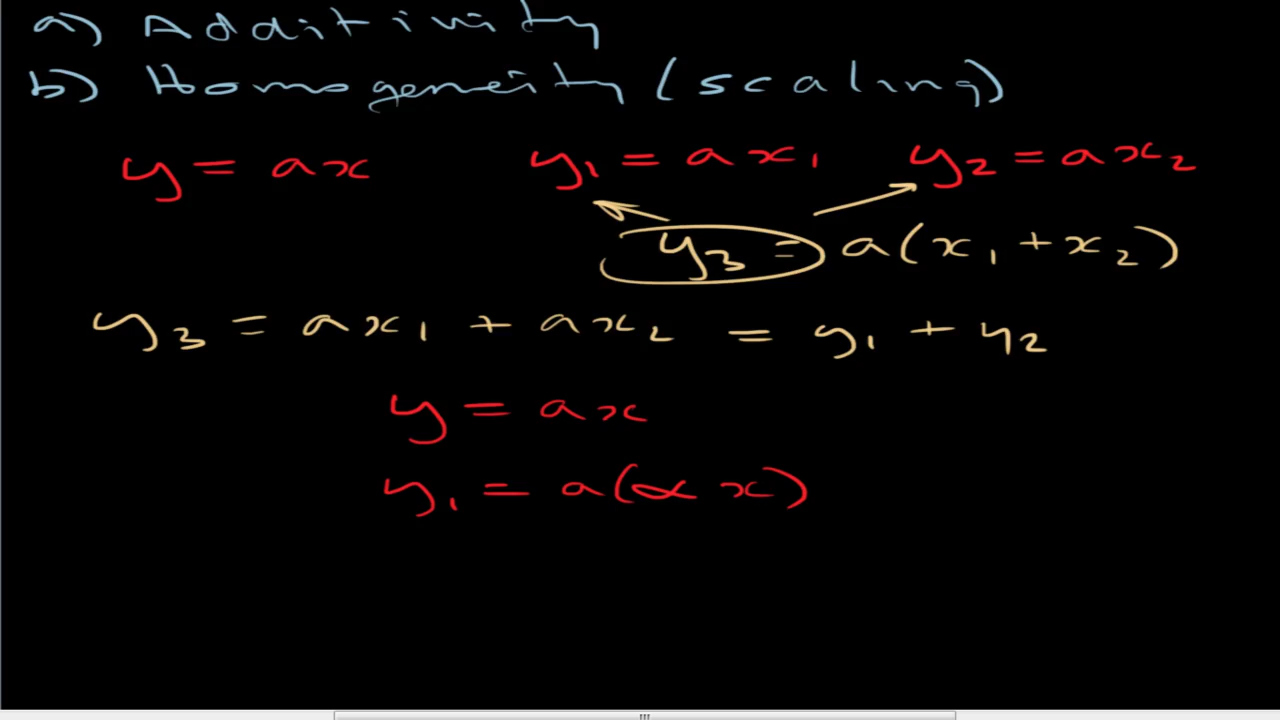 a) Additivity
b) Homogeneity (scaling)
y = ax y₁ = ax₁ y₂ = ax₂
y₃ = a(x₁ + x₂)
y₃ = ax₁ + ax₂ = y₁ + y₂
y = ax
y₁ = a(αx)